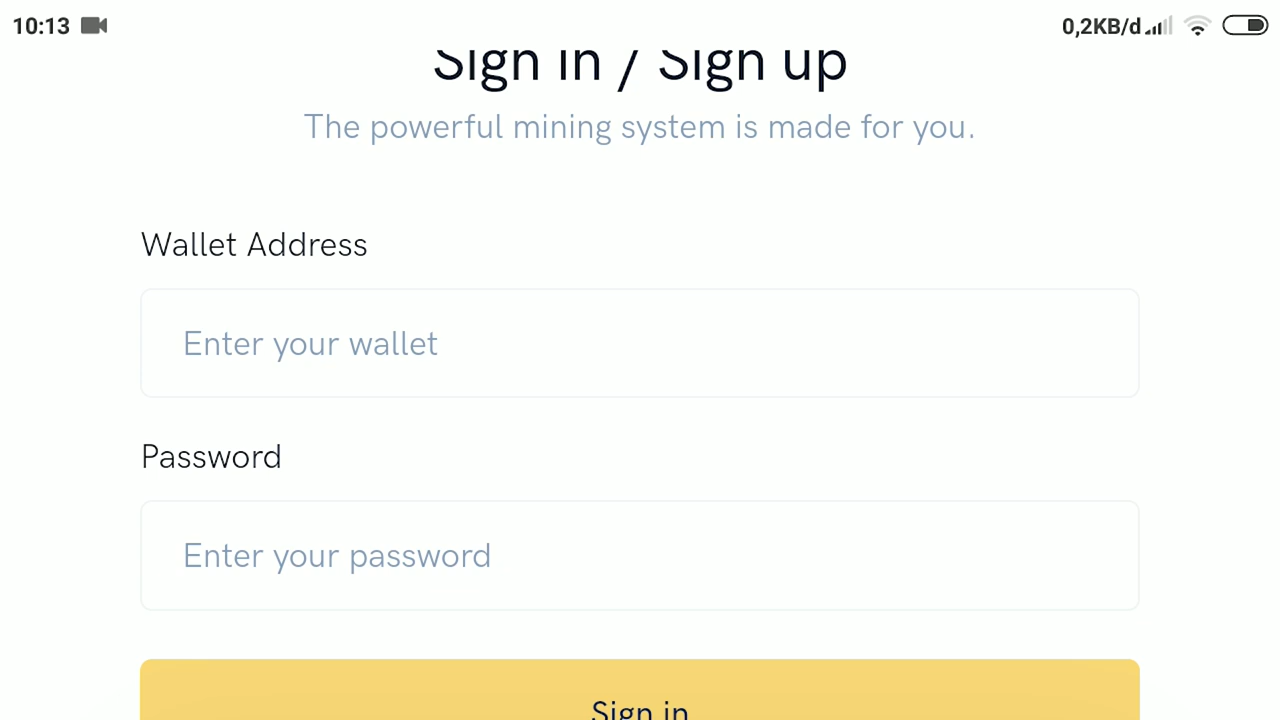 10:13 0,2KB/d
Sign in / Sign up
The powerful mining system is made for you.
Wallet Address
Enter your wallet
Password
Enter your password
Sign in